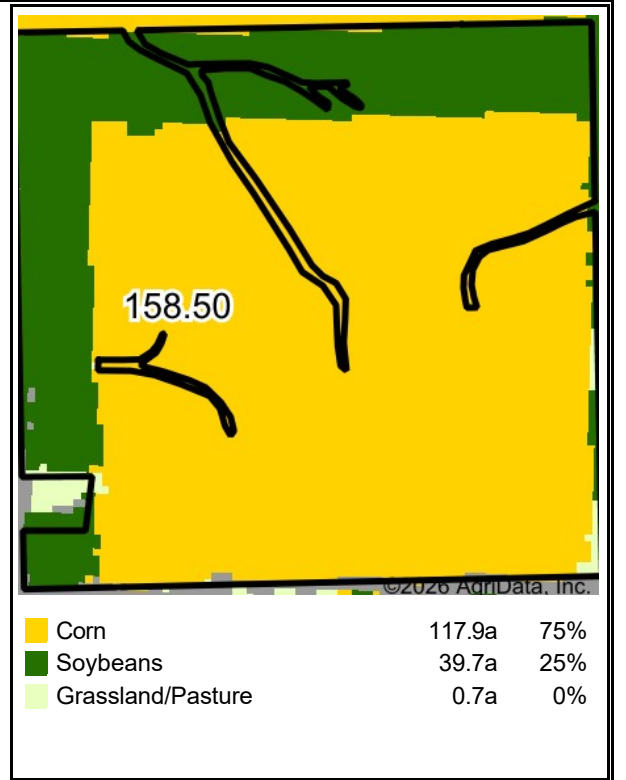 158.50
©2026 AgriData, Inc.
Corn 117.9a 75%
Soybeans 39.7a 25%
Grassland/Pasture 0.7a 0%